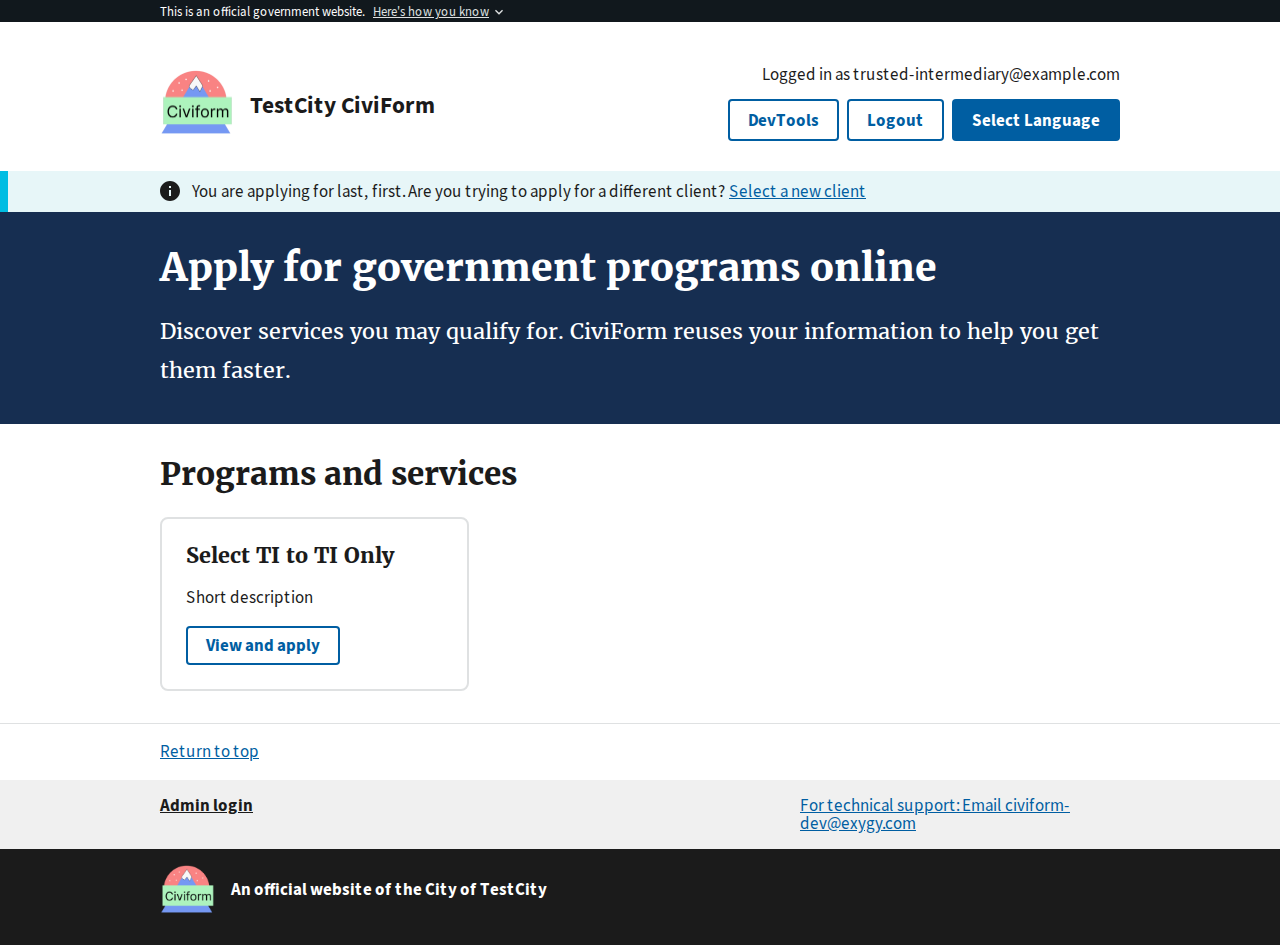 This is an official government website. Here's how you know
Civiform
TestCity CiviForm
Logged in as trusted-intermediary@example.com
DevTools
Logout
Select Language
You are applying for last, first. Are you trying to apply for a different client? Select a new client
Apply for government programs online
Discover services you may qualify for. CiviForm reuses your information to help you get
them faster.
Programs and services
Select TI to TI Only
Short description
View and apply
Return to top
Admin login
For technical support: Email civiform-
dev@exygy.com
Civiform
An official website of the City of TestCity